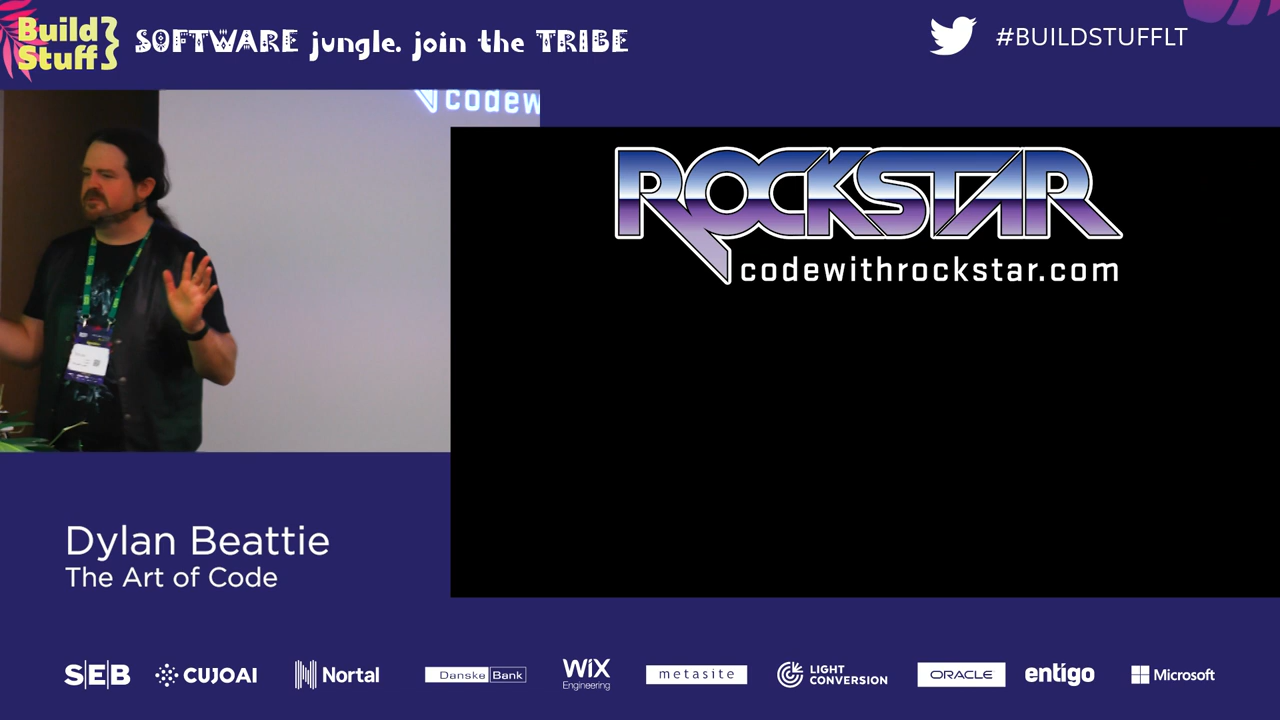 Build
Stuff
SOFTWARE jungle. join the TRIBE
#BUILDSTUFFLT
codew
ROCKSTAR
codewithrockstar.com
Dylan Beattie
The Art of Code
SEB
CUJOAI
Nortal
Danske Bank
WiX
Engineering
metasite
LIGHT
CONVERSION
ORACLE
entigo
Microsoft